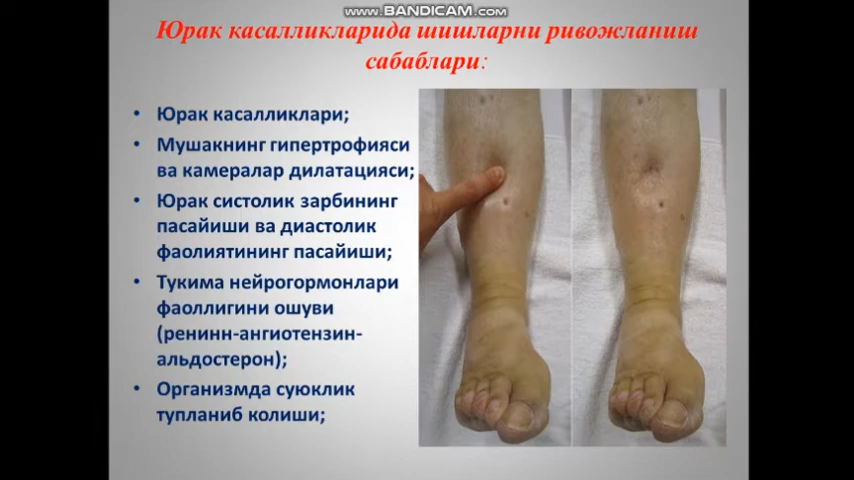 www.BANDICAM.com
Юрак касалликларида шишларни ривожланиш
сабаблари:
• Юрак касалликлари;
• Мушакнинг гипертрофияси
ва камералар дилатацияси;
• Юрак систолик зарбининг
пасайиши ва диастолик
фаолиятининг пасайиши;
• Тукима нейрогормонлари
фаоллигини ошуви
(ренинн-ангиотензин-
альдостерон);
• Организмда суюклик
тупланиб колиши;